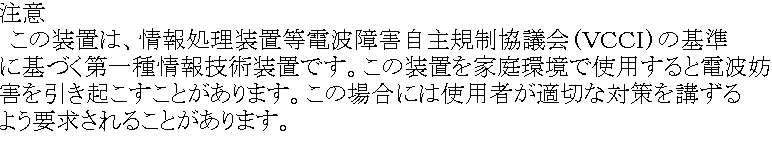 注意
この装置は、情報処理装置等電波障害自主規制協議会(VCCI)の基準
に基づく第一種情報技術装置です。この装置を家庭環境で使用すると電波妨
害を引き起こすことがあります。この場合には使用者が適切な対策を講ずる
よう要求されることがあります。